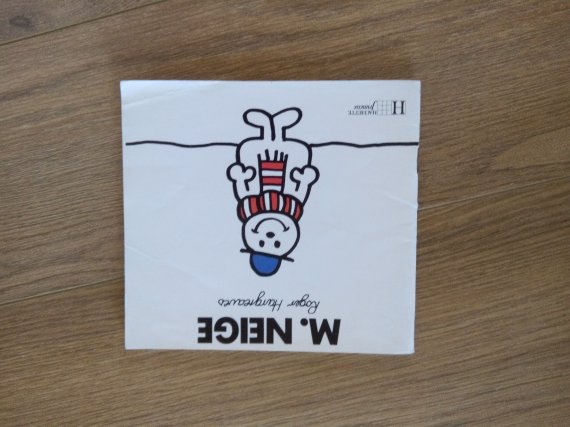 M. NEIGE
Roger Hargreaves
H HACHETTE
Jeunesse